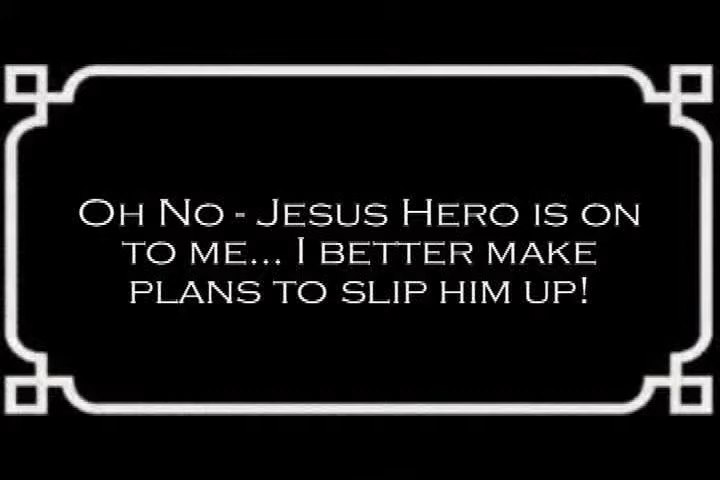 Oh No - Jesus Hero is on
to me... I better make
plans to slip him up!